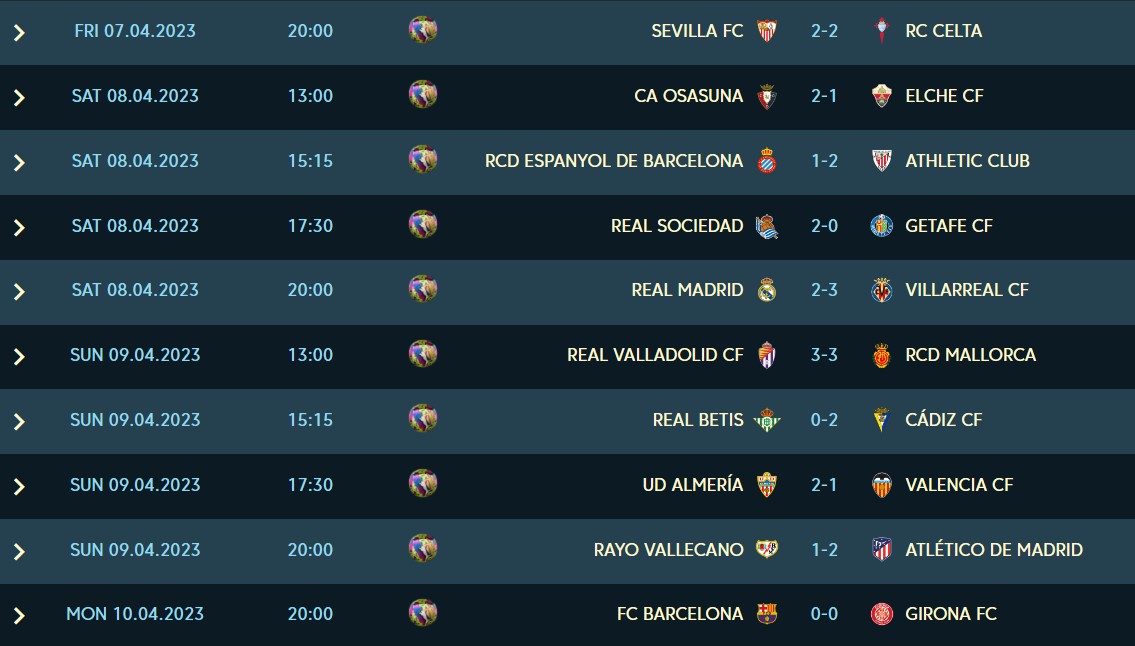 FRI 07.04.2023 20:00 SEVILLA FC 2-2 RC CELTA
SAT 08.04.2023 13:00 CA OSASUNA 2-1 ELCHE CF
SAT 08.04.2023 15:15 RCD ESPANYOL DE BARCELONA 1-2 ATHLETIC CLUB
SAT 08.04.2023 17:30 REAL SOCIEDAD 2-0 GETAFE CF
SAT 08.04.2023 20:00 REAL MADRID 2-3 VILLARREAL CF
SUN 09.04.2023 13:00 REAL VALLADOLID CF 3-3 RCD MALLORCA
SUN 09.04.2023 15:15 REAL BETIS 0-2 CÁDIZ CF
SUN 09.04.2023 17:30 UD ALMERÍA 2-1 VALENCIA CF
SUN 09.04.2023 20:00 RAYO VALLECANO 1-2 ATLÉTICO DE MADRID
MON 10.04.2023 20:00 FC BARCELONA 0-0 GIRONA FC